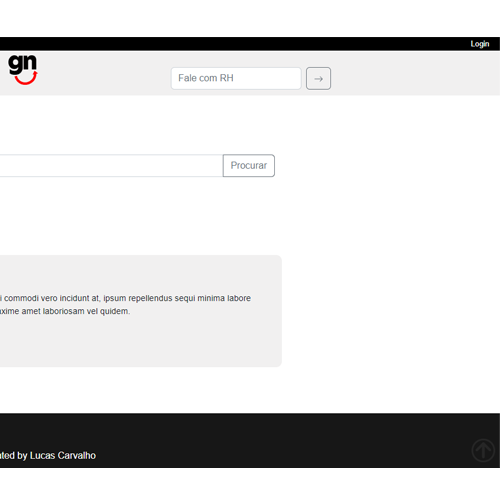 Login
gn
Fale com RH
Procurar
i commodi vero incidunt at, ipsum repellendus sequi minima labore
xime amet laboriosam vel quidem.
ted by Lucas Carvalho